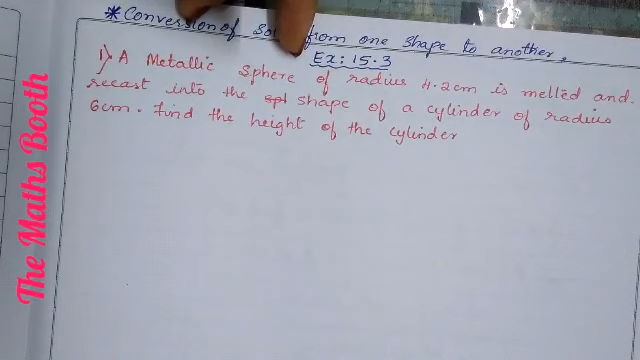 * Conversion of from one shape to another.
Ex: 15.3
1) A Metallic sphere of radius 4.2cm is melted and
recast into the shape of a cylinder of radius
6cm. find the height of the cylinder
The Maths Booth